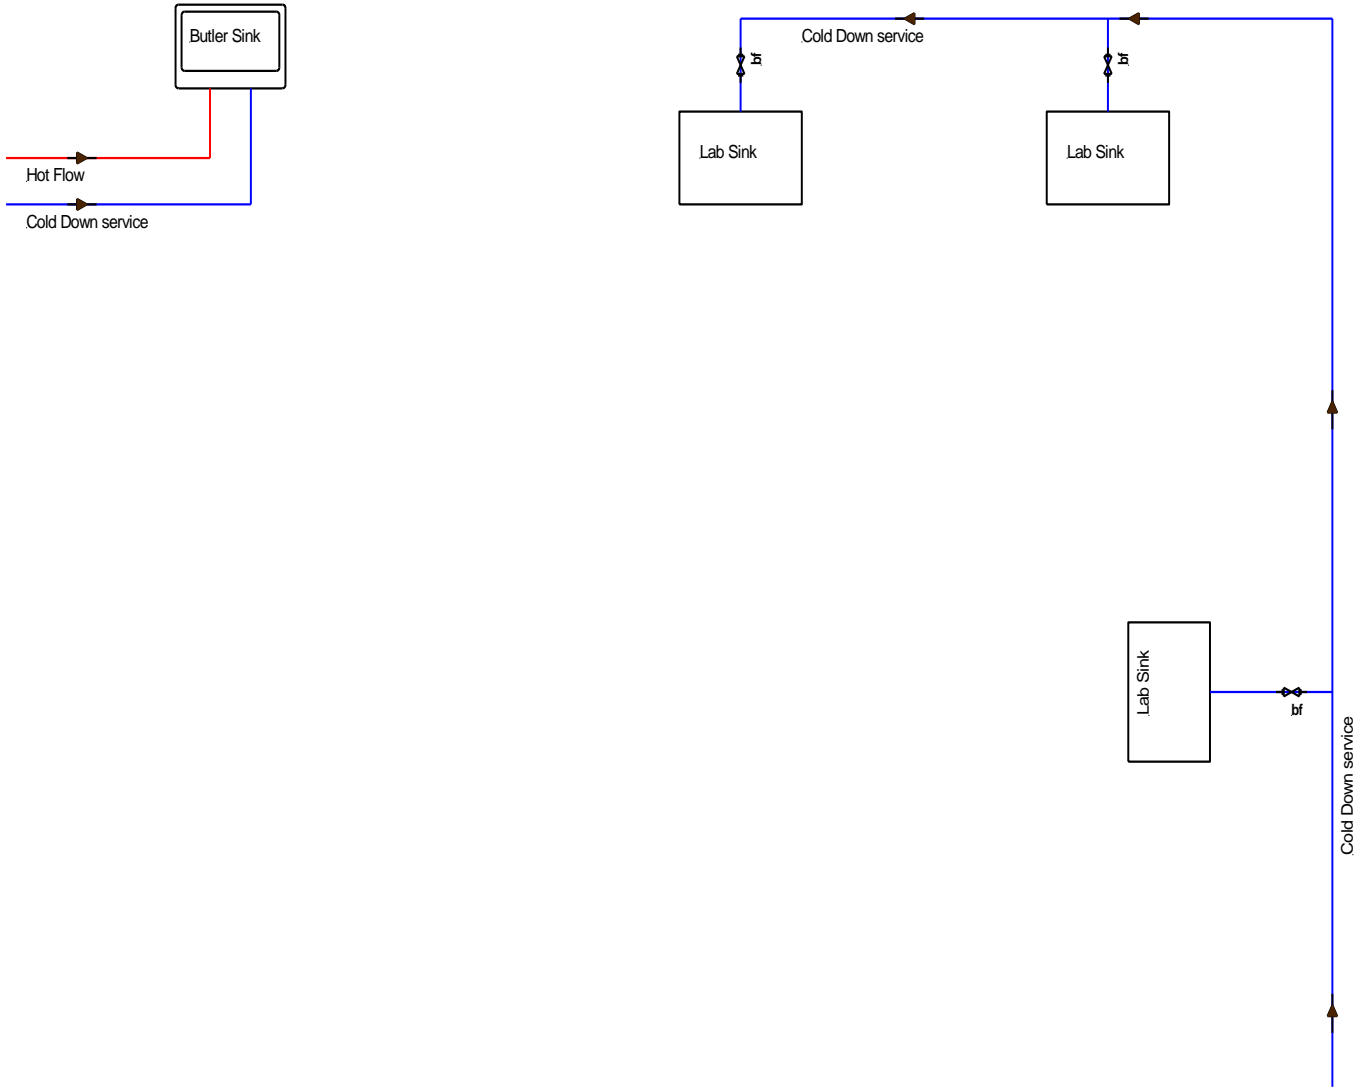 Butler Sink
Cold Down service
bf
bf
Lab Sink
Lab Sink
Hot Flow
Cold Down service
Lab Sink
bf
Cold Down service